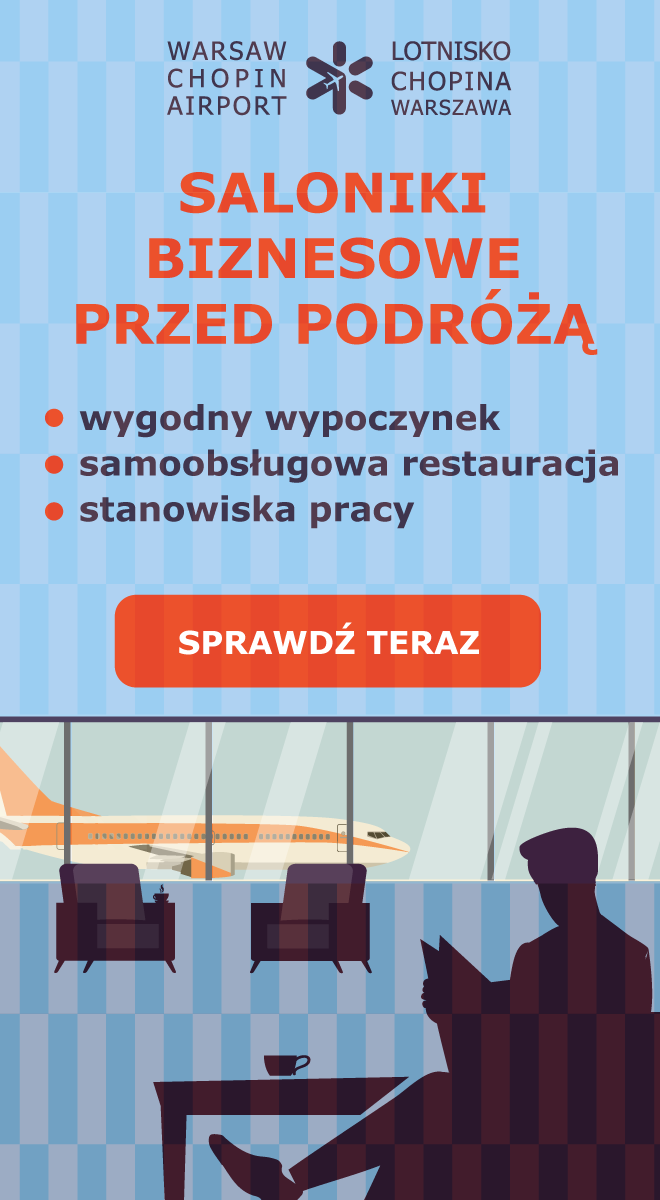 WARSAW
CHOPIN
AIRPORT
LOTNISKO
CHOPINA
WARSZAWA
SALONIKI
BIZNESOWE
PRZED PODRÓŻĄ
wygodny wypoczynek
samoobsługowa restauracja
stanowiska pracy
SPRAWDŹ TERAZ